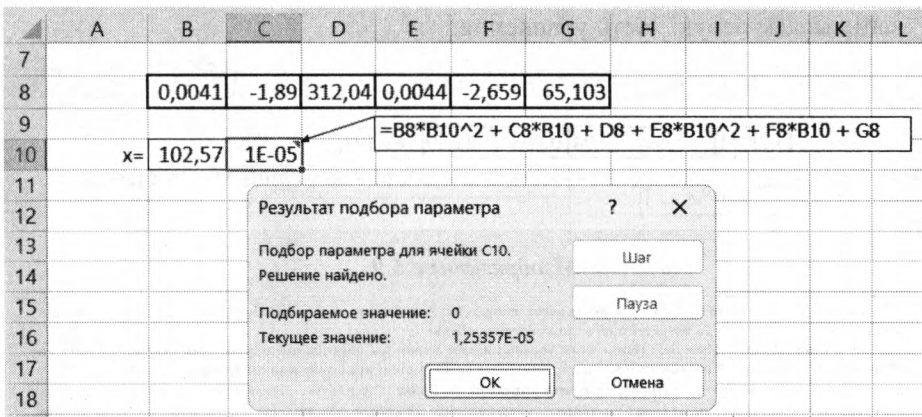 A B C D E F G H I J K L
7
8 0,0041 -1,89 312,04 0,0044 -2,659 65,103
9 =B8*B10^2 + C8*B10 + D8 + E8*B10^2 + F8*B10 + G8
10 x= 102,57 1E-05
11
12
13
14
15
16
17
18
Результат подбора параметра ? ×
Подбор параметра для ячейки C10.
Решение найдено.
Подбираемое значение: 0
Текущее значение: 1,25357E-05
Шаг
Пауза
ОК Отмена